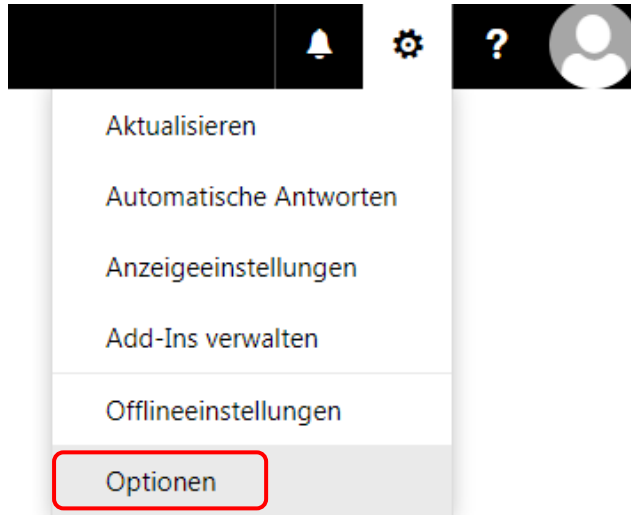 ?
Aktualisieren
Automatische Antworten
Anzeigeeinstellungen
Add-Ins verwalten
Offlineeinstellungen
Optionen